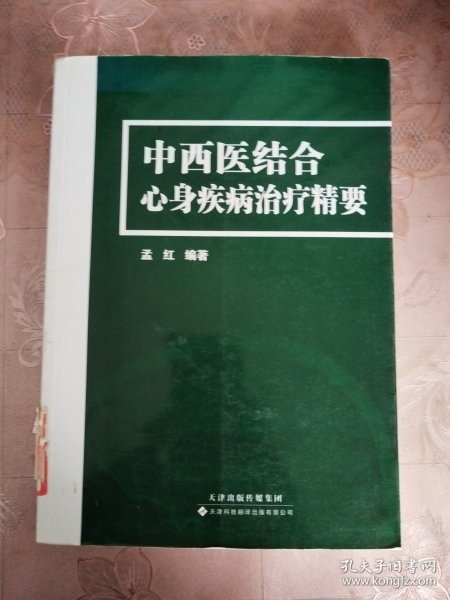 中西医结合
心身疾病治疗精要
孟 红 编著
天津出版传媒集团
天津科技翻译出版有限公司
孔夫子旧书网
www.kongfz.com